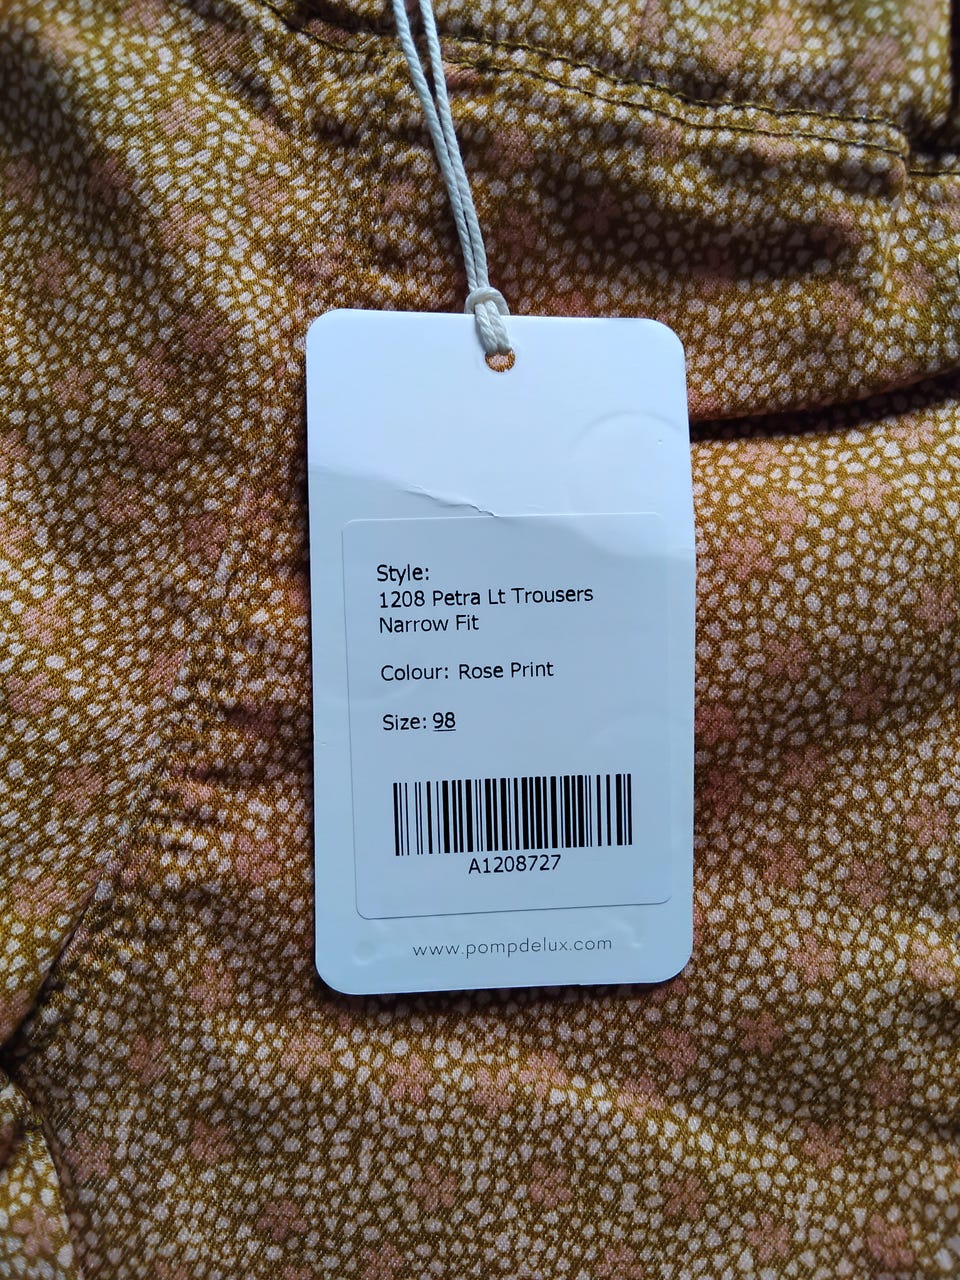 Style:
1208 Petra Lt Trousers
Narrow Fit
Colour: Rose Print
Size: 98
A1208727
www.pompdelux.com